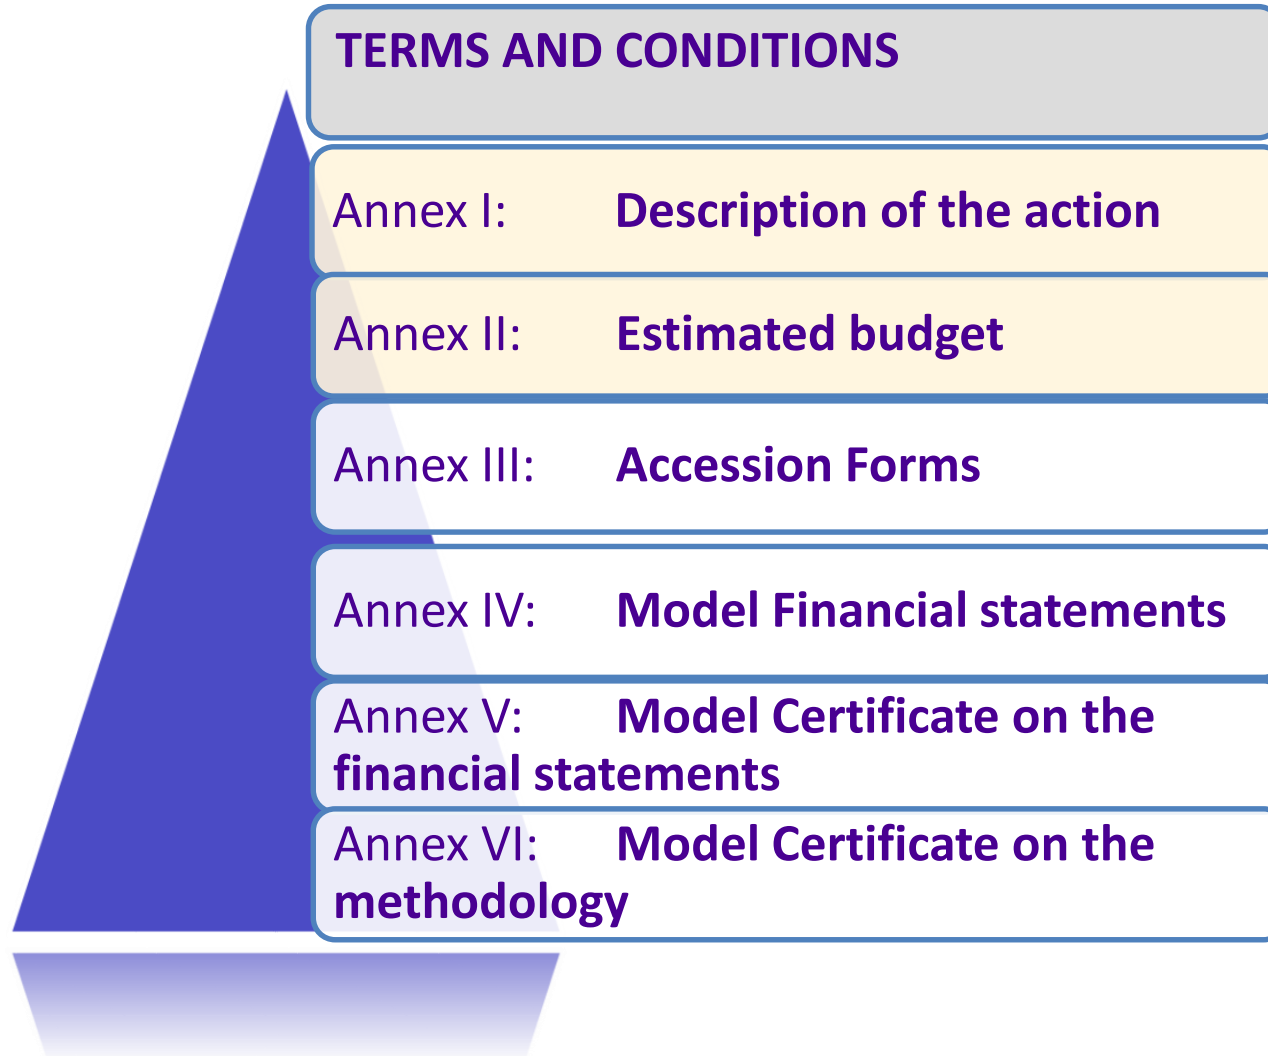 TERMS AND CONDITIONS
Annex I: Description of the action
Annex II: Estimated budget
Annex III: Accession Forms
Annex IV: Model Financial statements
Annex V: Model Certificate on the
financial statements
Annex VI: Model Certificate on the
methodology